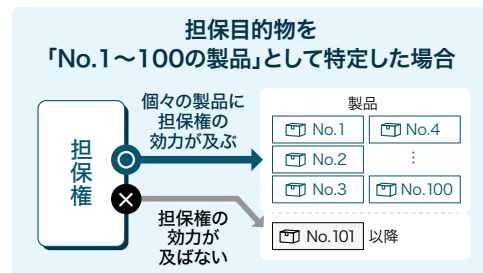 担保目的物を
「No.1～100の製品」として特定した場合
担保権
個々の製品に
担保権の
効力が及ぶ
担保権の
効力が
及ばない
製品
No.1
No.4
No.2
⋮
No.3
No.100
No.101 以降